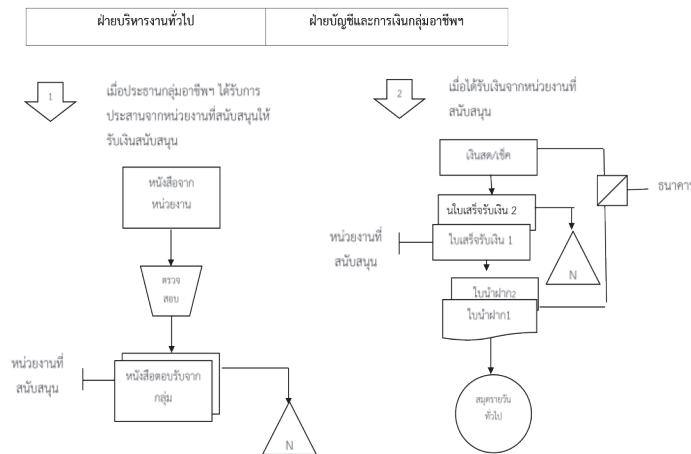 ฝ่ายบริหารงานทั่วไป
ฝ่ายบัญชีและการเงินกลุ่มอาชีพฯ
1
เมื่อประธานกลุ่มอาชีพฯ ได้รับการ
ประสานจากหน่วยงานที่สนับสนุนให้
รับเงินสนับสนุน
หนังสือจาก
หน่วยงาน
ตรวจ
สอบ
หน่วยงานที่
สนับสนุน
หนังสือตอบรับจาก
กลุ่ม
N
2
เมื่อได้รับเงินจากหน่วยงานที่
สนับสนุน
เงินสด/เช็ค
ธนาคาร
นใบเสร็จรับเงิน 2
ใบเสร็จรับเงิน 1
หน่วยงานที่
สนับสนุน
N
ใบนำฝาก2
ใบนำฝาก1
สมุดรายวัน
ทั่วไป